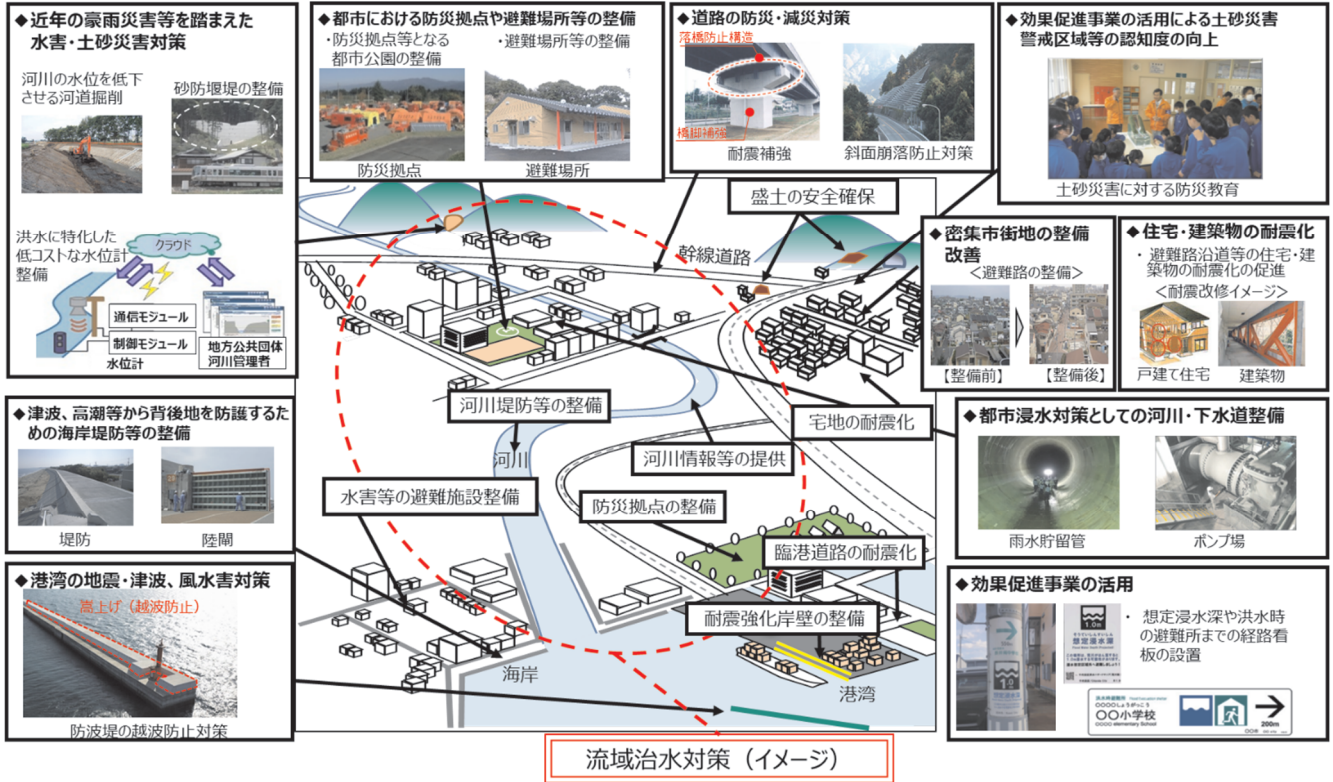 ◆近年の豪雨災害等を踏まえた
水害・土砂災害対策
河川の水位を低下
させる河道掘削
砂防堰堤の整備
洪水に特化した
低コストな水位計
整備
クラウド
通信モジュール
制御モジュール
水位計
地方公共団体
河川管理者
◆都市における防災拠点や避難場所等の整備
・防災拠点等となる
都市公園の整備
・避難場所等の整備
防災拠点
避難場所
◆道路の防災・減災対策
落橋防止構造
橋脚補強
耐震補強
斜面崩落防止対策
◆効果促進事業の活用による土砂災害
警戒区域等の認知度の向上
土砂災害に対する防災教育
盛土の安全確保
幹線道路
◆密集市街地の整備
改善
＜避難路の整備＞
【整備前】
【整備後】
◆住宅・建築物の耐震化
・ 避難路沿道等の住宅・建
築物の耐震化の促進
＜耐震改修イメージ＞
戸建て住宅
建築物
◆津波、高潮等から背後地を防護するた
めの海岸堤防等の整備
堤防
陸閘
河川堤防等の整備
河川
宅地の耐震化
河川情報等の提供
水害等の避難施設整備
防災拠点の整備
臨港道路の耐震化
耐震強化岸壁の整備
海岸
港湾
◆都市浸水対策としての河川・下水道整備
雨水貯留管
ポンプ場
◆港湾の地震・津波、風水害対策
嵩上げ（越波防止）
防波堤の越波防止対策
◆効果促進事業の活用
・ 想定浸水深や洪水時
の避難所までの経路看
板の設置
1.0m
想定浸水深
1.0
洪水時避難所
○○○○しょうがっこう
○○小学校
○○○○ elementary School
200m
流域治水対策（イメージ）